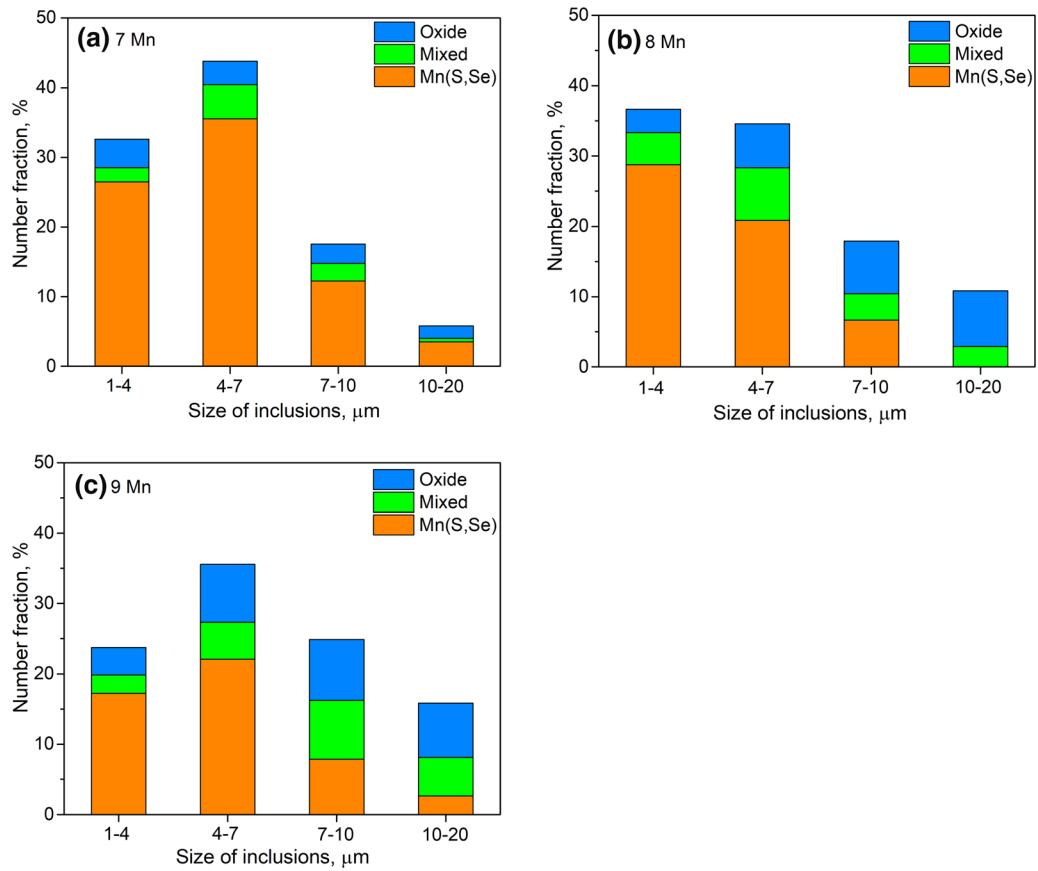 (a) 7 Mn
Oxide
Mixed
Mn(S,Se)
Number fraction, %
50
40
30
20
10
0
1-4 4-7 7-10 10-20
Size of inclusions, μm
(b) 8 Mn
Oxide
Mixed
Mn(S,Se)
Number fraction, %
50
40
30
20
10
0
1-4 4-7 7-10 10-20
Size of inclusions, μm
(c) 9 Mn
Oxide
Mixed
Mn(S,Se)
Number fraction, %
50
40
30
20
10
0
1-4 4-7 7-10 10-20
Size of inclusions, μm